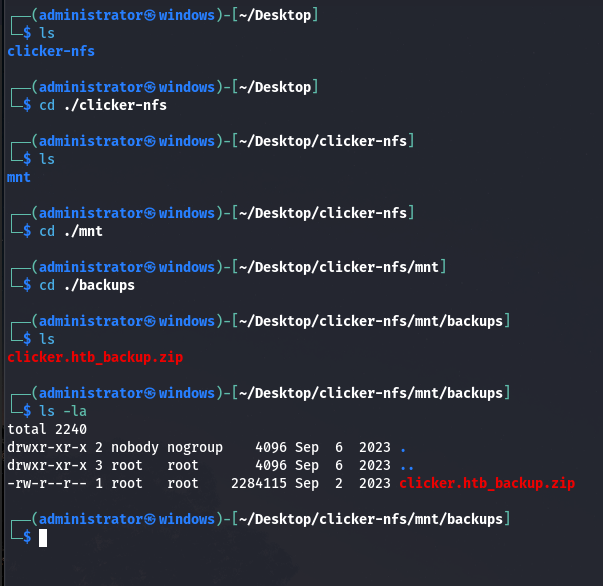 ┌──(administrator㉿windows)-[~/Desktop]
└─$ ls
clicker-nfs
┌──(administrator㉿windows)-[~/Desktop]
└─$ cd ./clicker-nfs
┌──(administrator㉿windows)-[~/Desktop/clicker-nfs]
└─$ ls
mnt
┌──(administrator㉿windows)-[~/Desktop/clicker-nfs]
└─$ cd ./mnt
┌──(administrator㉿windows)-[~/Desktop/clicker-nfs/mnt]
└─$ cd ./backups
┌──(administrator㉿windows)-[~/Desktop/clicker-nfs/mnt/backups]
└─$ ls
clicker.htb_backup.zip
┌──(administrator㉿windows)-[~/Desktop/clicker-nfs/mnt/backups]
└─$ ls -la
total 2240
drwxr-xr-x 2 nobody nogroup    4096 Sep  6  2023 .
drwxr-xr-x 3 root   root       4096 Sep  6  2023 ..
-rw-r--r-- 1 root   root    2284115 Sep  2  2023 clicker.htb_backup.zip
┌──(administrator㉿windows)-[~/Desktop/clicker-nfs/mnt/backups]
└─$